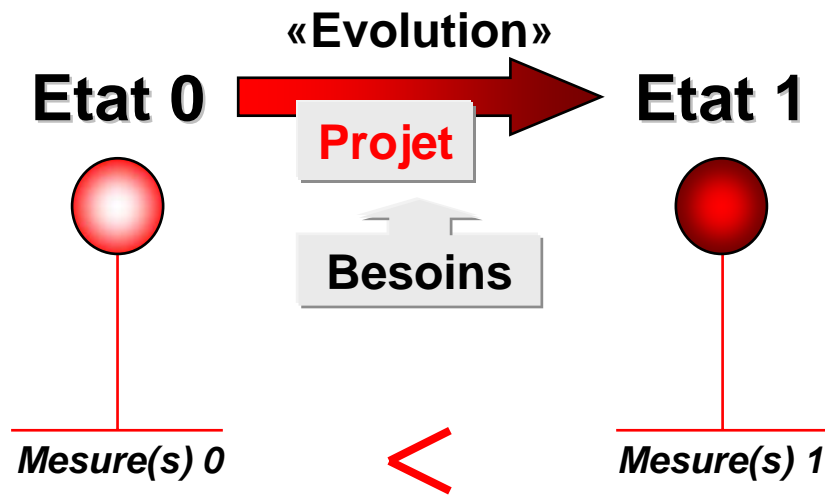 «Evolution»
Etat 0
Etat 1
Projet
Besoins
Mesure(s) 0
<
Mesure(s) 1